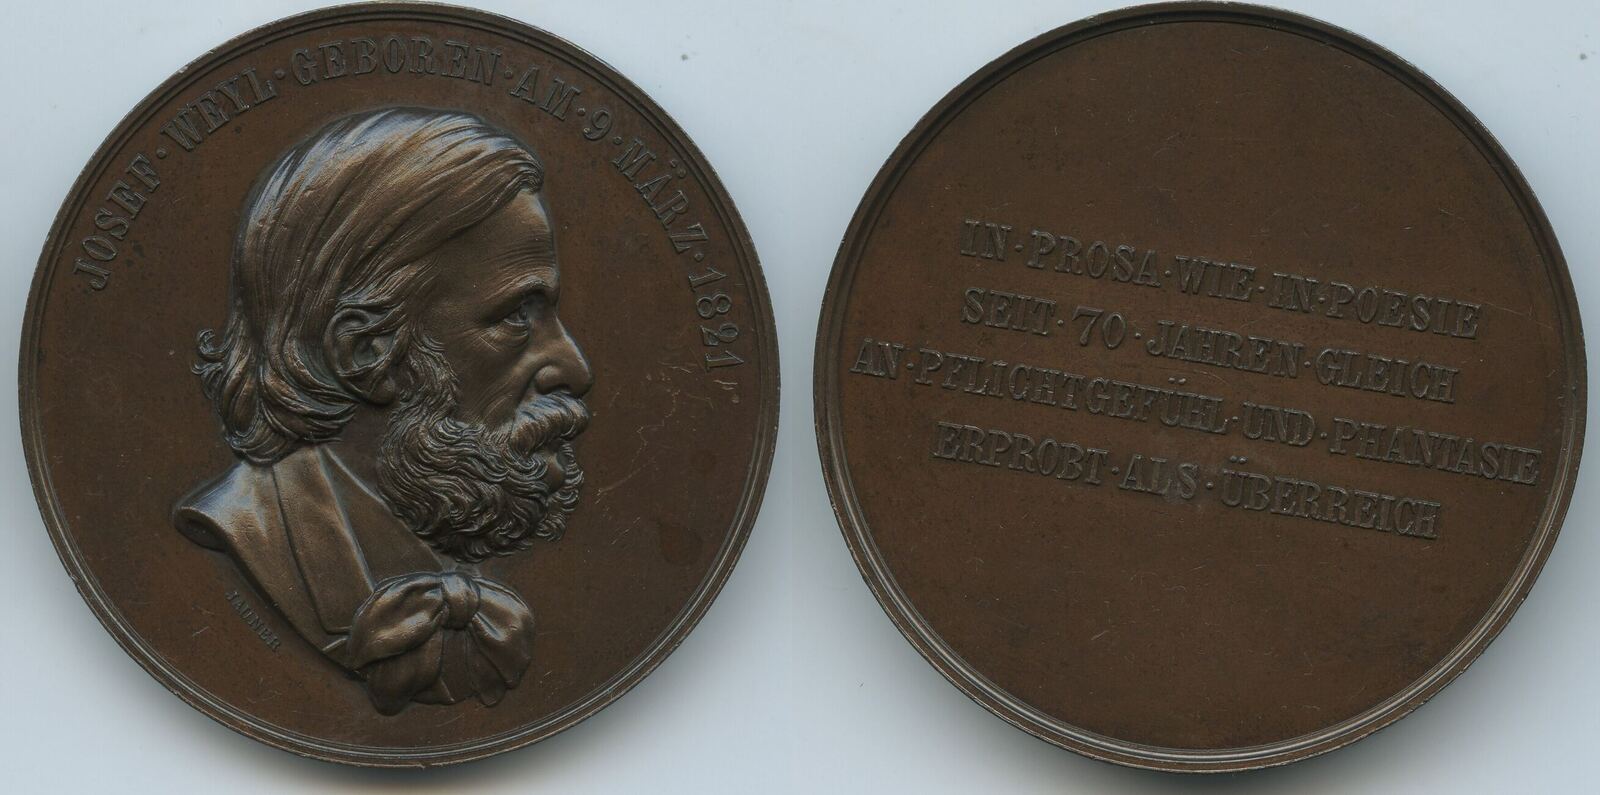 JOSEF·WEYL·GEBOREN·AM·9·MÄRZ·1821
JAUNER
IN·PROSA·WIE·IN·POESIE
SEIT·70·JAHREN·GLEICH
AN·PFLICHTGEFÜHL·UND·PHANTASIE
ERPROBT·ALS·ÜBERREICH